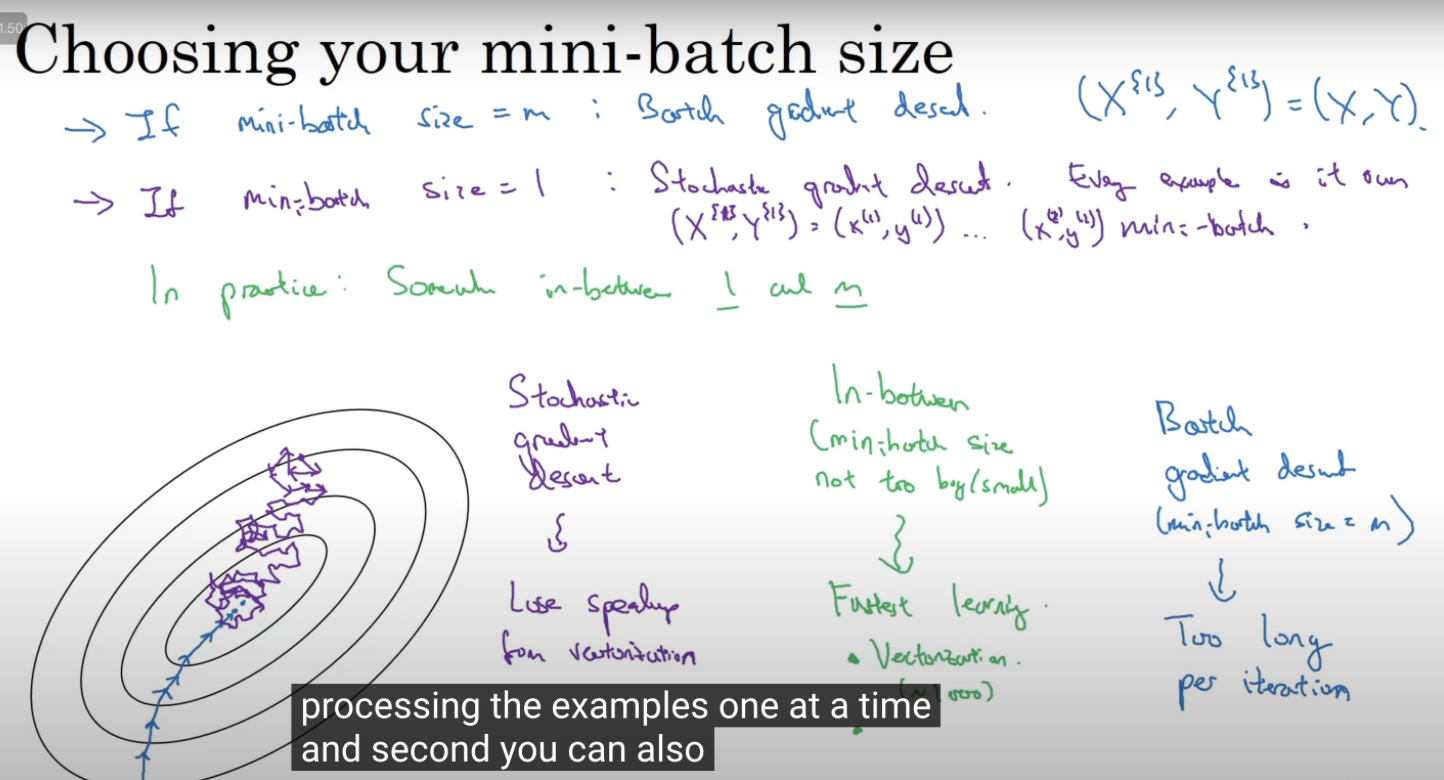 1.50
Choosing your mini-batch size
→ If mini-batch size = m : Batch gradient descent. (X^{1}, Y^{1}) = (X, Y).
→ If mini-batch size = 1 : Stochastic gradient descent. Every example is it own
(X^{1}, Y^{1}) = (x^(1), y^(1)) ... (x^(2), y^(2)) mini-batch.
In practice: Somewhere in-between 1 and m
Stochastic
gradient
descent
Lose speedup
from vectorization
In-between
(mini-batch size
not too big/small)
Fastest learning.
• Vectorization.
Batch
gradient descent
(mini-batch size = m)
Too long
per iteration
processing the examples one at a time
and second you can also